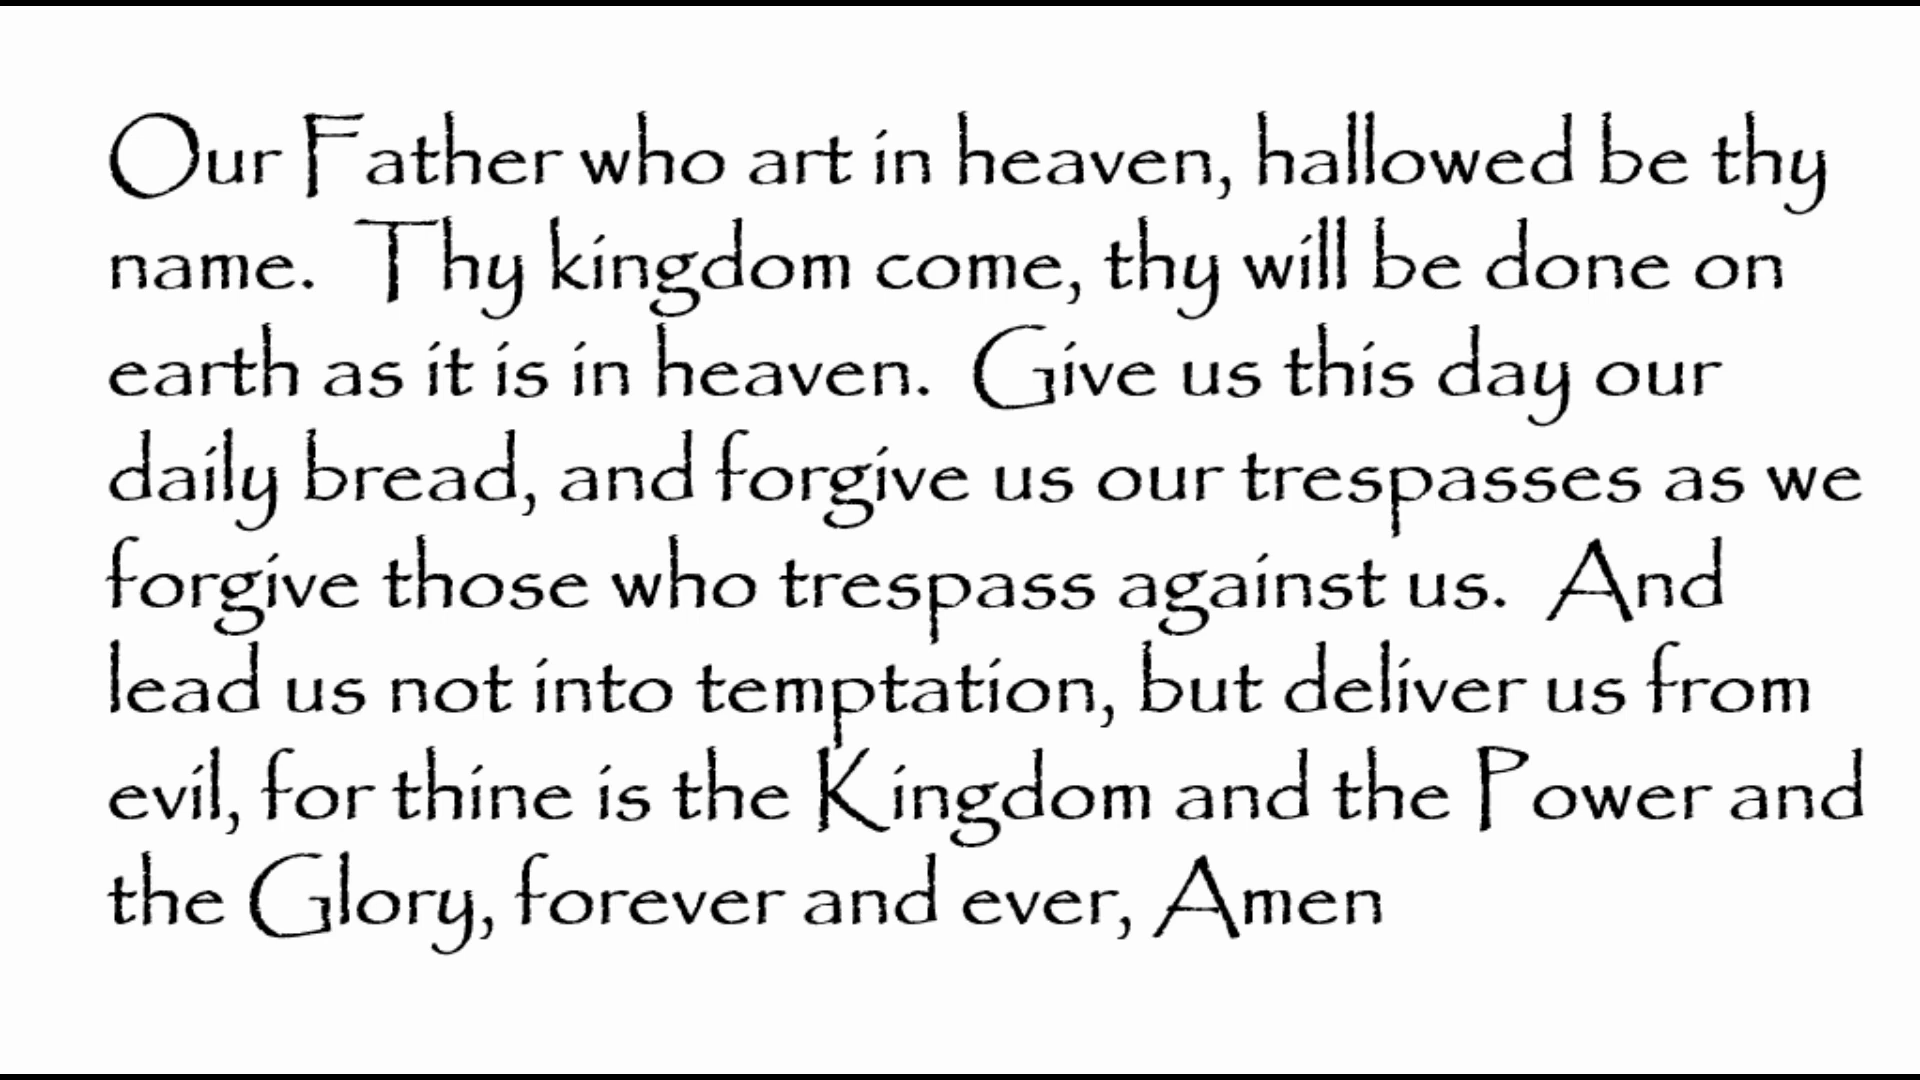 Our Father who art in heaven, hallowed be thy
name.  Thy kingdom come, thy will be done on
earth as it is in heaven.  Give us this day our
daily bread, and forgive us our trespasses as we
forgive those who trespass against us.  And
lead us not into temptation, but deliver us from
evil, for thine is the Kingdom and the Power and
the Glory, forever and ever, Amen